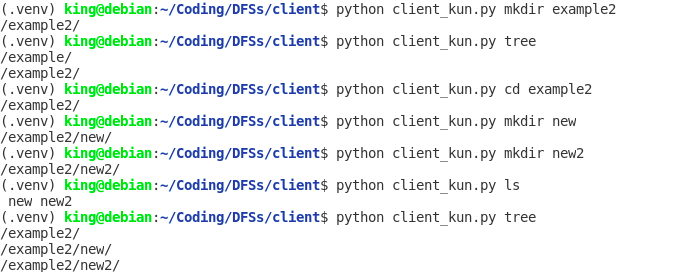 (.venv) king@debian:~/Coding/DFSs/client$ python client_kun.py mkdir example2
/example2/
(.venv) king@debian:~/Coding/DFSs/client$ python client_kun.py tree
/example/
/example2/
(.venv) king@debian:~/Coding/DFSs/client$ python client_kun.py cd example2
/example2/
(.venv) king@debian:~/Coding/DFSs/client$ python client_kun.py mkdir new
/example2/new/
(.venv) king@debian:~/Coding/DFSs/client$ python client_kun.py mkdir new2
/example2/new2/
(.venv) king@debian:~/Coding/DFSs/client$ python client_kun.py ls
 new new2
(.venv) king@debian:~/Coding/DFSs/client$ python client_kun.py tree
/example2/
/example2/new/
/example2/new2/